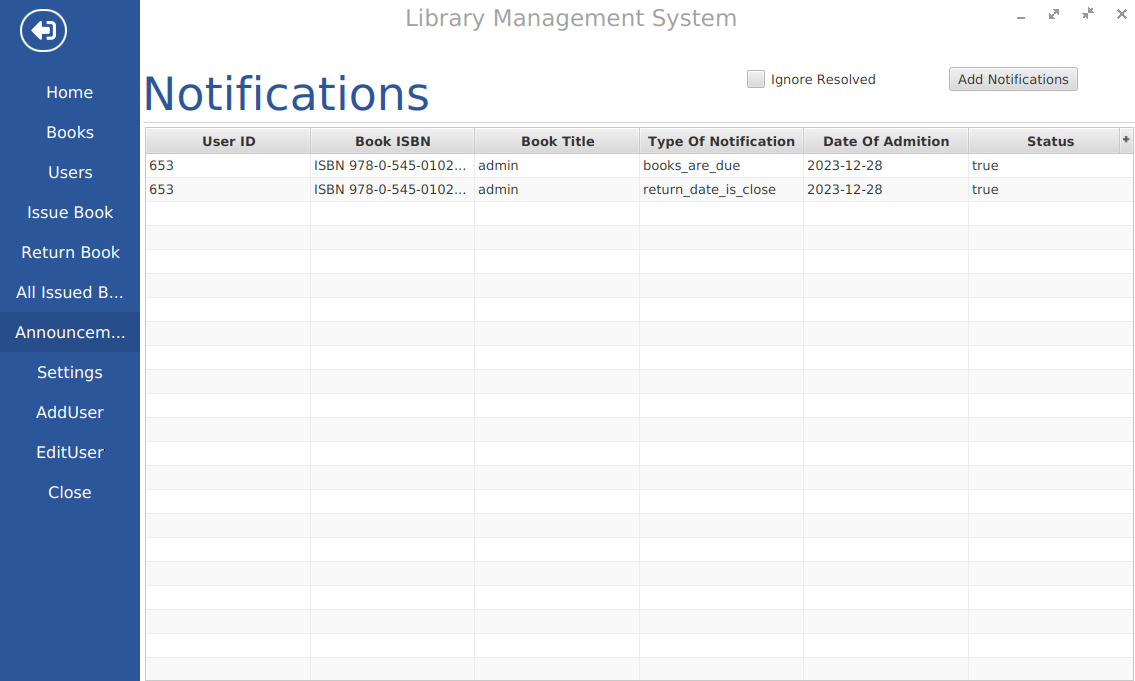 Library Management System
Home
Books
Users
Issue Book
Return Book
All Issued B...
Announcem...
Settings
AddUser
EditUser
Close
Notifications
Ignore Resolved
Add Notifications
User ID Book ISBN Book Title Type Of Notification Date Of Admition Status +
653 ISBN 978-0-545-0102... admin books_are_due 2023-12-28 true
653 ISBN 978-0-545-0102... admin return_date_is_close 2023-12-28 true